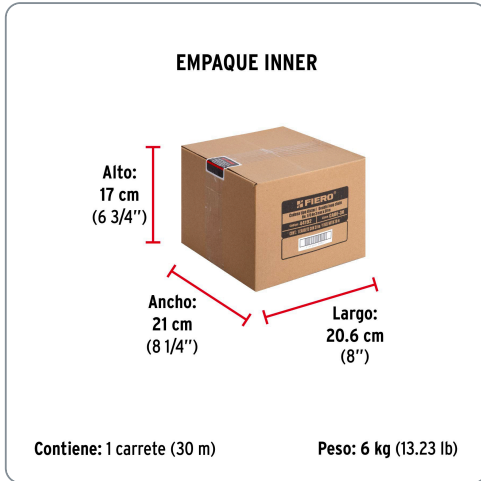 EMPAQUE INNER
Alto:
17 cm
(6 3/4″)
FIERO®
Ancho:
21 cm
(8 1/4″)
Largo:
20.6 cm
(8″)
Contiene: 1 carrete (30 m)
Peso: 6 kg (13.23 lb)